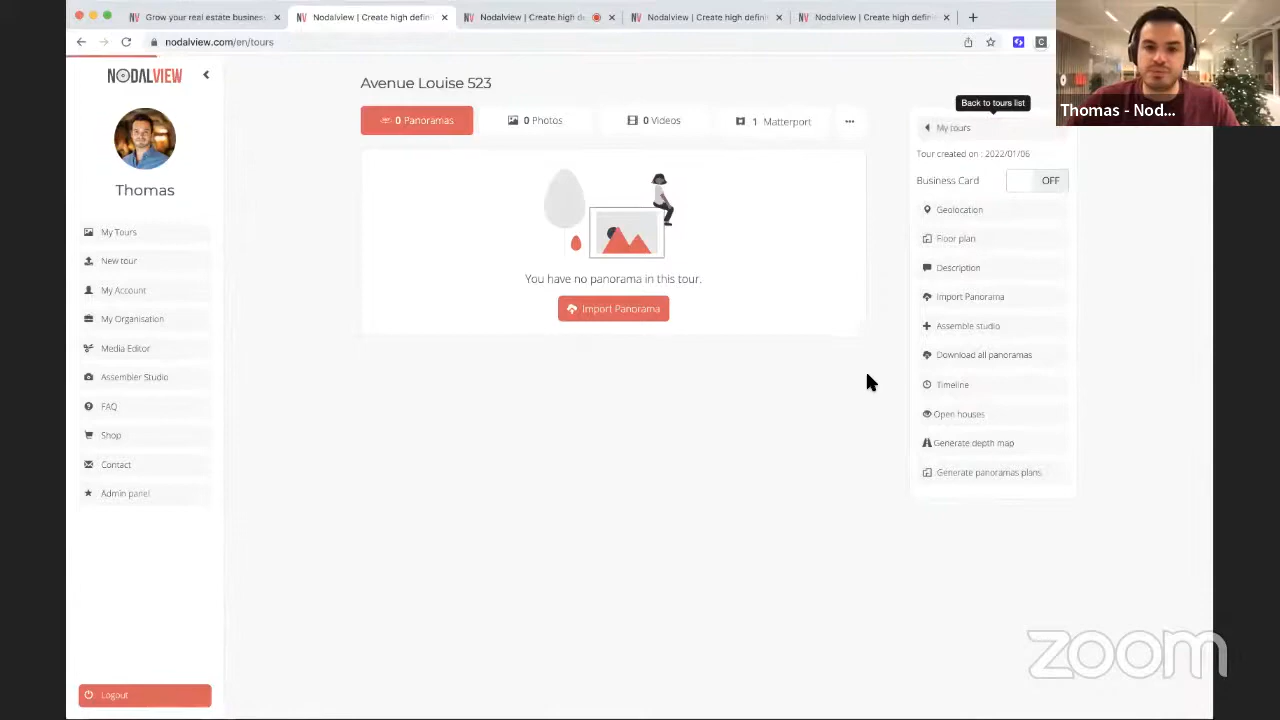 Grow your real estate busines
Nodalview | Create high defin
Nodalview | Create high de
Nodalview | Create high defin
Nodalview | Create high defin
nodalview.com/en/tours
NODALVIEW
Thomas
My Tours
New tour
My Account
My Organisation
Media Editor
Assembler Studio
FAQ
Shop
Contact
Admin panel
Logout
Avenue Louise 523
0 Panoramas
0 Photos
0 Videos
1 Matterport
You have no panorama in this tour.
Import Panorama
Back to tours list
My tours
Tour created on : 2022/01/06
Business Card OFF
Geolocation
Floor plan
Description
Import Panorama
Assemble studio
Download all panoramas
Timeline
Open houses
Generate depth map
Generate panoramas plans
Thomas - Nod...
zoom